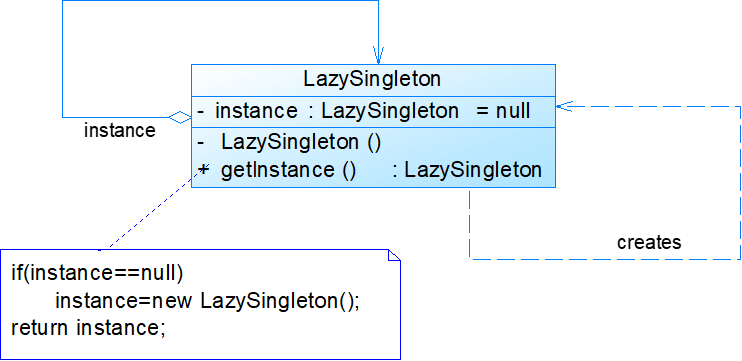 LazySingleton
- instance : LazySingleton = null
instance
- LazySingleton ()
+ getInstance () : LazySingleton
creates
if(instance==null)
instance=new LazySingleton();
return instance;